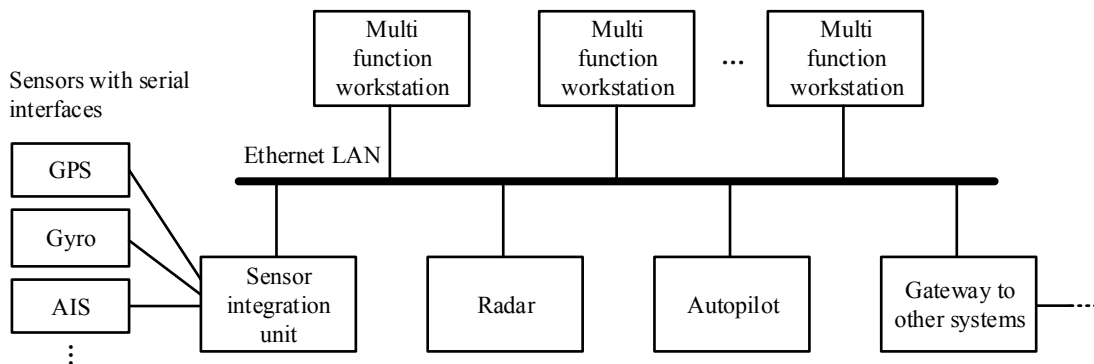 Multi
function
workstation
Multi
function
workstation
...
Multi
function
workstation
Sensors with serial
interfaces
Ethernet LAN
GPS
Gyro
AIS
Sensor
integration
unit
Radar
Autopilot
Gateway to
other systems